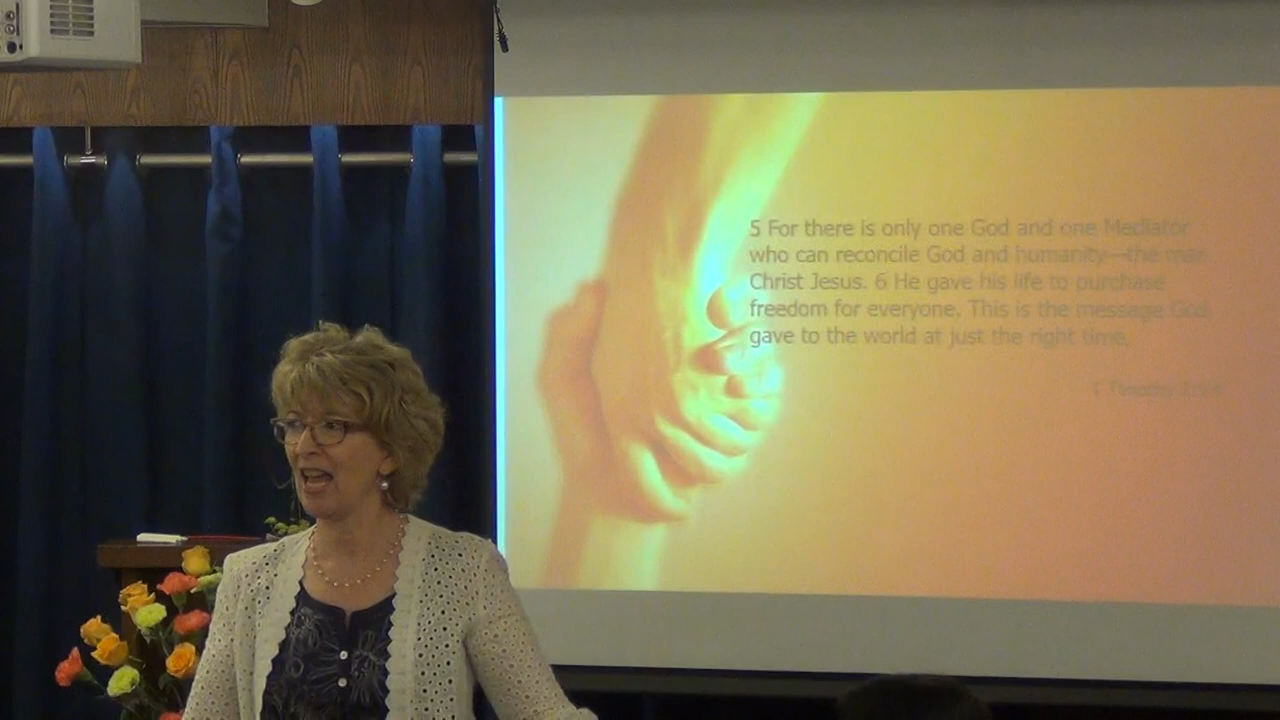 5 For there is only one God and one Mediator
who can reconcile God and humanity—the man
Christ Jesus. 6 He gave his life to purchase
freedom for everyone. This is the message God
gave to the world at just the right time.
1 Timothy